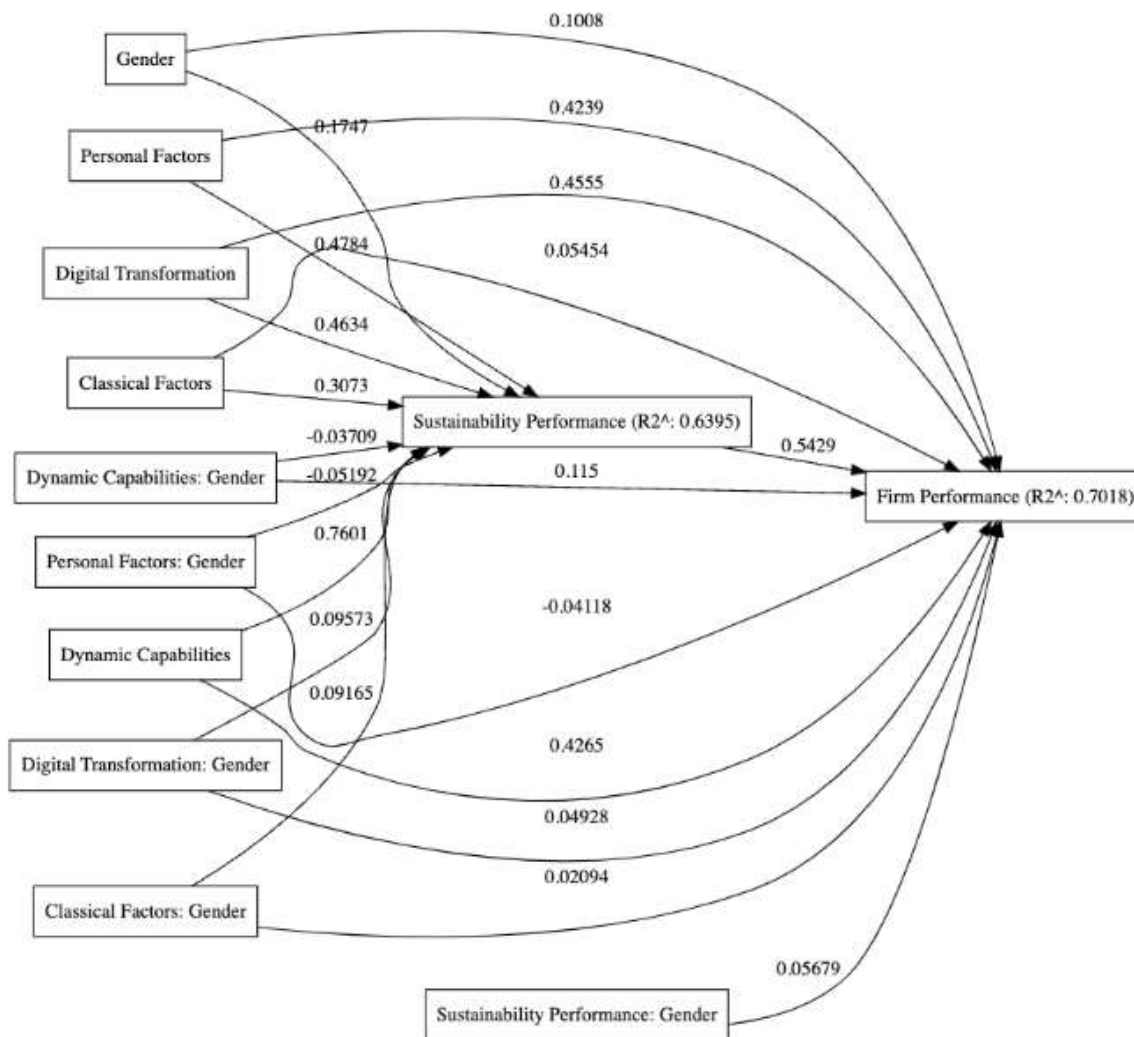 0.1008
Gender
0.4239
0.1747
Personal Factors
0.4555
0.4784
0.05454
Digital Transformation
0.4634
Classical Factors
0.3073
Sustainability Performance (R2^: 0.6395)
-0.03709
0.5429
Dynamic Capabilities: Gender
-0.05192
0.115
Firm Performance (R2^: 0.7018)
0.7601
Personal Factors: Gender
-0.04118
0.09573
Dynamic Capabilities
0.09165
0.4265
Digital Transformation: Gender
0.04928
0.02094
Classical Factors: Gender
0.05679
Sustainability Performance: Gender